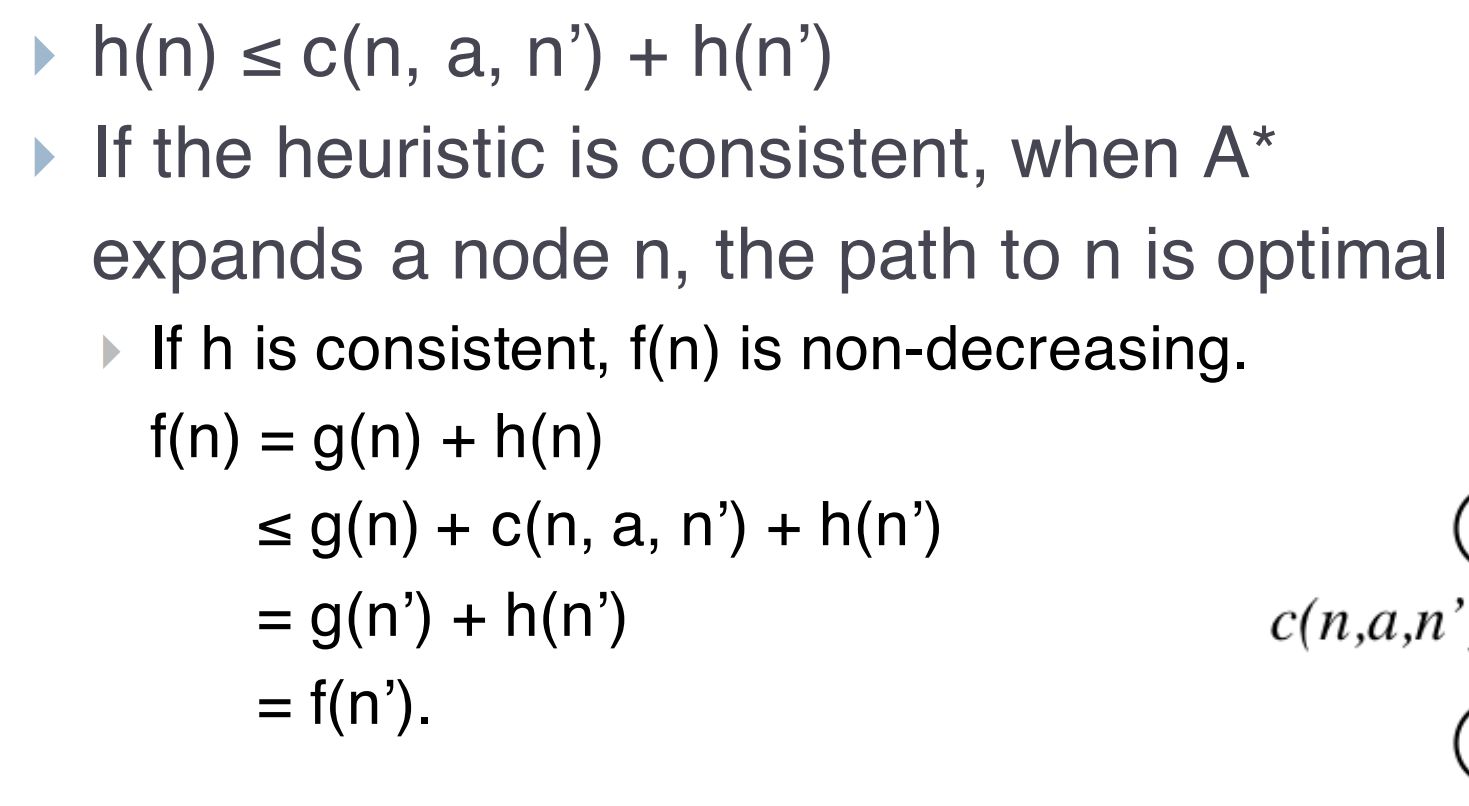 h(n) ≤ c(n, a, n’) + h(n’)
If the heuristic is consistent, when A*
expands a node n, the path to n is optimal
If h is consistent, f(n) is non-decreasing.
f(n) = g(n) + h(n)
≤ g(n) + c(n, a, n’) + h(n’)
= g(n’) + h(n’)
= f(n’).
c(n,a,n’